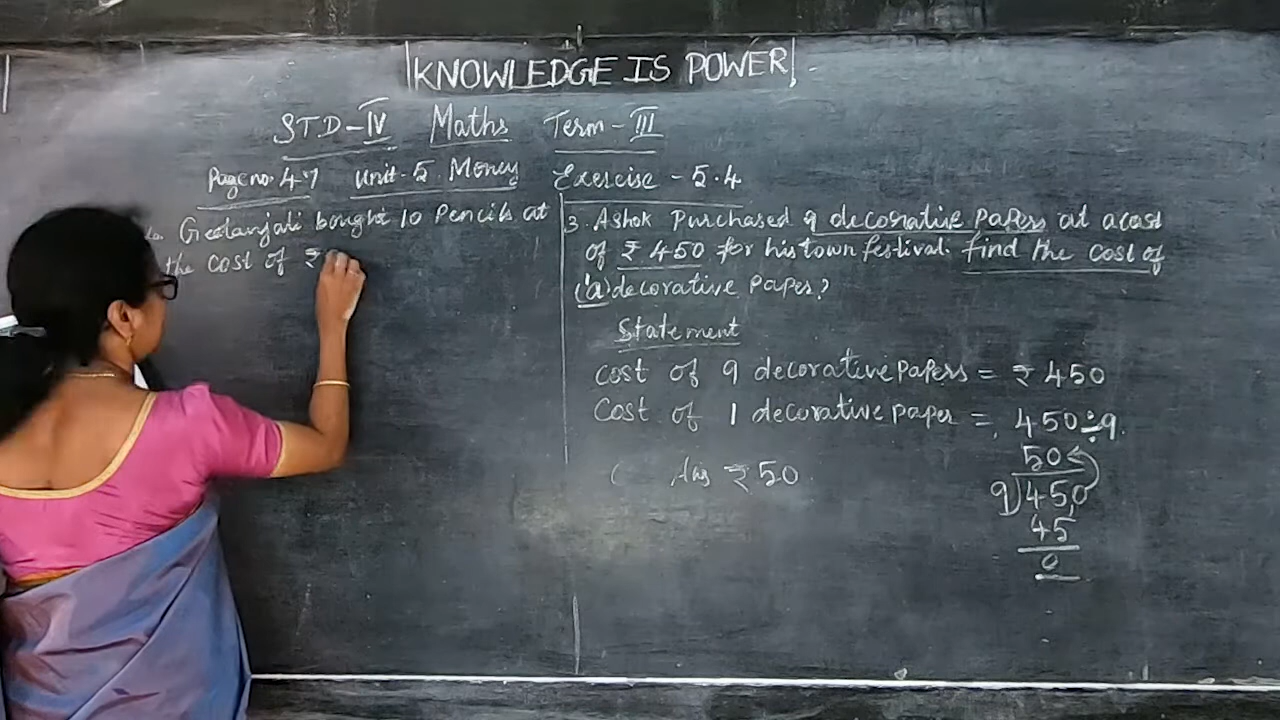 KNOWLEDGE IS POWER
STD-IV Maths Term-III
Page no. 47 Unit-5. Money Exercise - 5.4
Geetanjali bought 10 Pencils at
the cost of ₹
3. Ashok Purchased 9 decorative Papers at a cost
of ₹ 450 for his town festival. find the cost of
'a' decorative paper?
Statement
cost of 9 decorative papers = ₹ 450
Cost of 1 decorative paper = 450÷9.
Ans ₹ 50
50
9)450
45
0